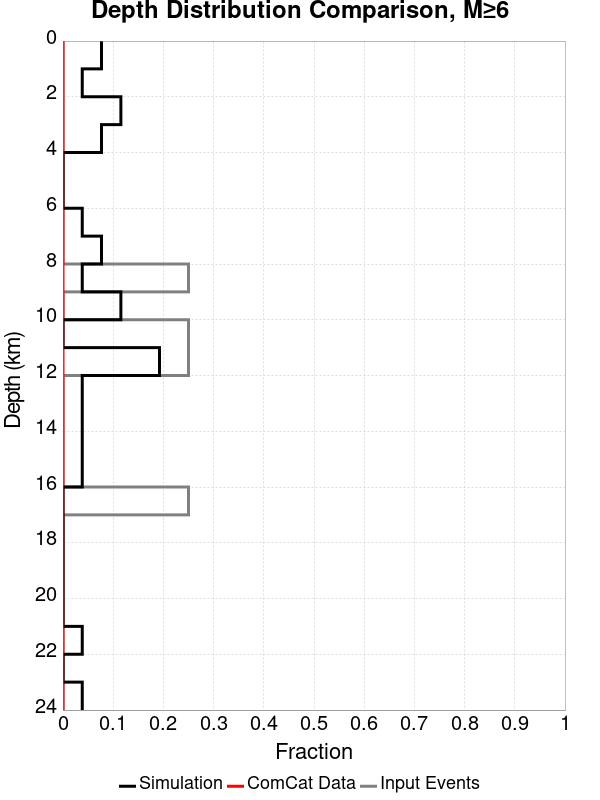 Depth Distribution Comparison, M≥6
0
2
4
6
8
10
12
14
16
18
20
22
24
Depth (km)
0 0.1 0.2 0.3 0.4 0.5 0.6 0.7 0.8 0.9 1
Fraction
Simulation ComCat Data Input Events